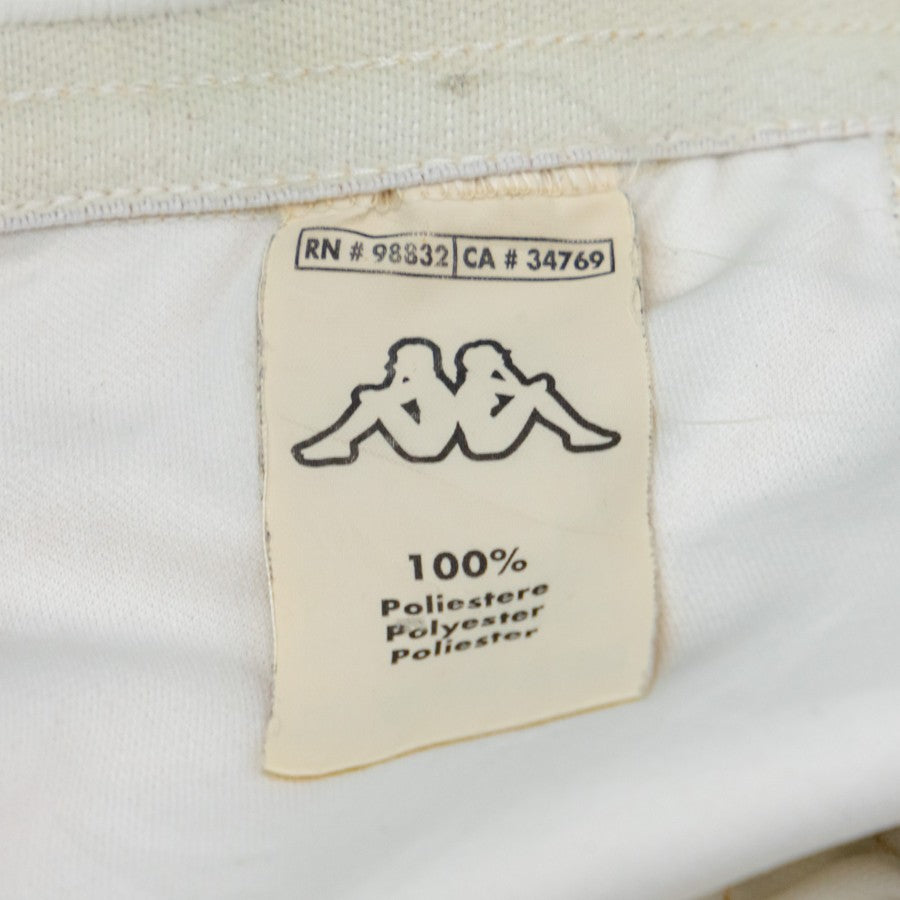 RN # 98832 CA # 34769
100%
Poliestere
Polyester
Poliester